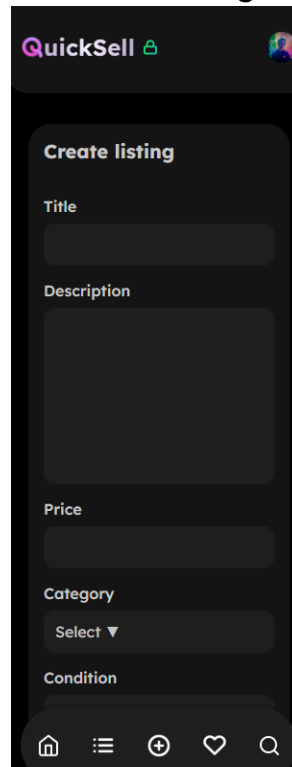 QuickSell
Create listing
Title
Description
Price
Category
Select ▼
Condition